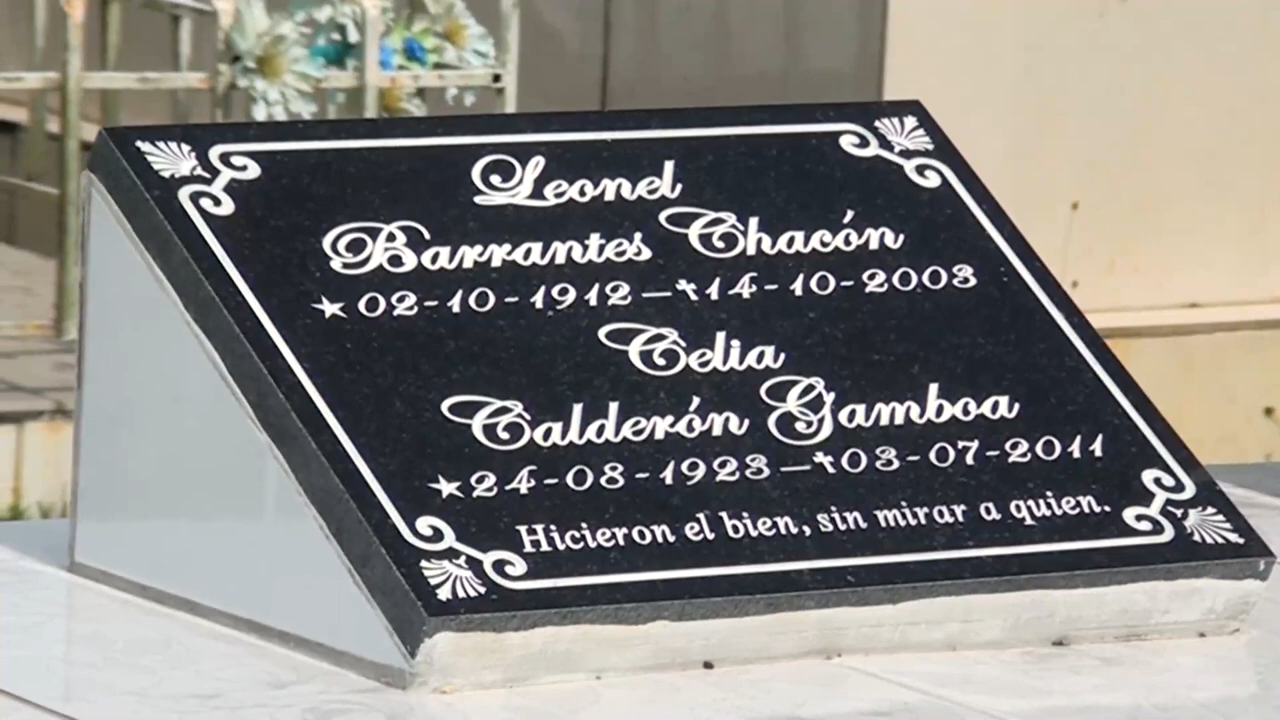 Leonel
Barrantes Chacón
★02-10-1912-✝14-10-2003
Celia
Calderón Gamboa
★24-08-1923-✝03-07-2011
Hicieron el bien, sin mirar a quien.